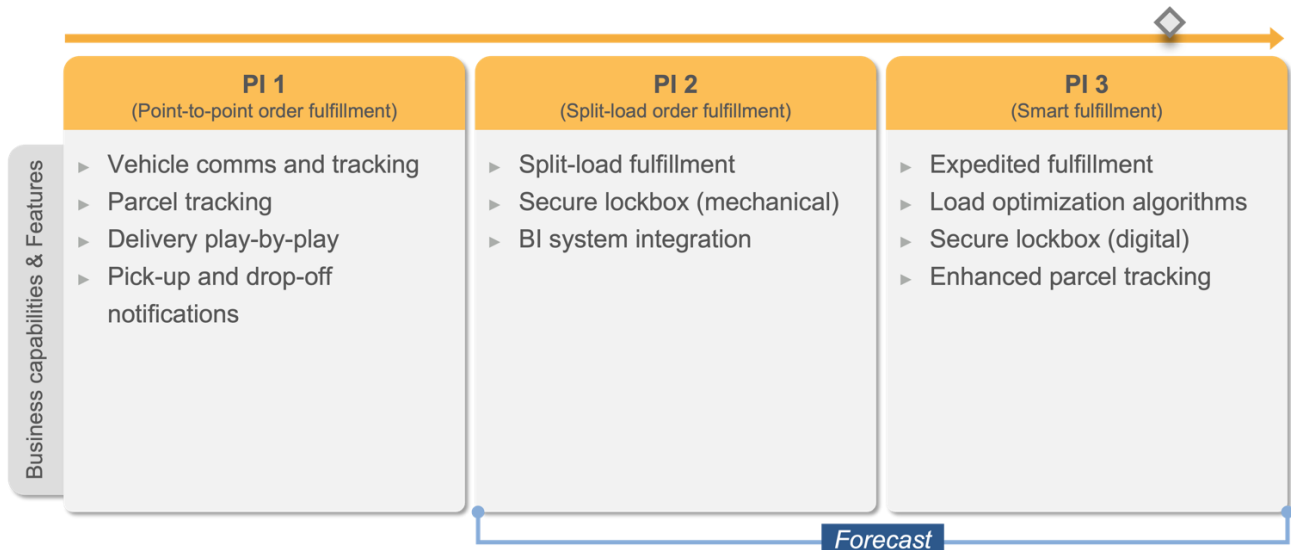 PI 1
(Point-to-point order fulfillment)
PI 2
(Split-load order fulfillment)
PI 3
(Smart fulfillment)
Business capabilities & Features
Vehicle comms and tracking
Parcel tracking
Delivery play-by-play
Pick-up and drop-off
notifications
Split-load fulfillment
Secure lockbox (mechanical)
BI system integration
Expedited fulfillment
Load optimization algorithms
Secure lockbox (digital)
Enhanced parcel tracking
Forecast